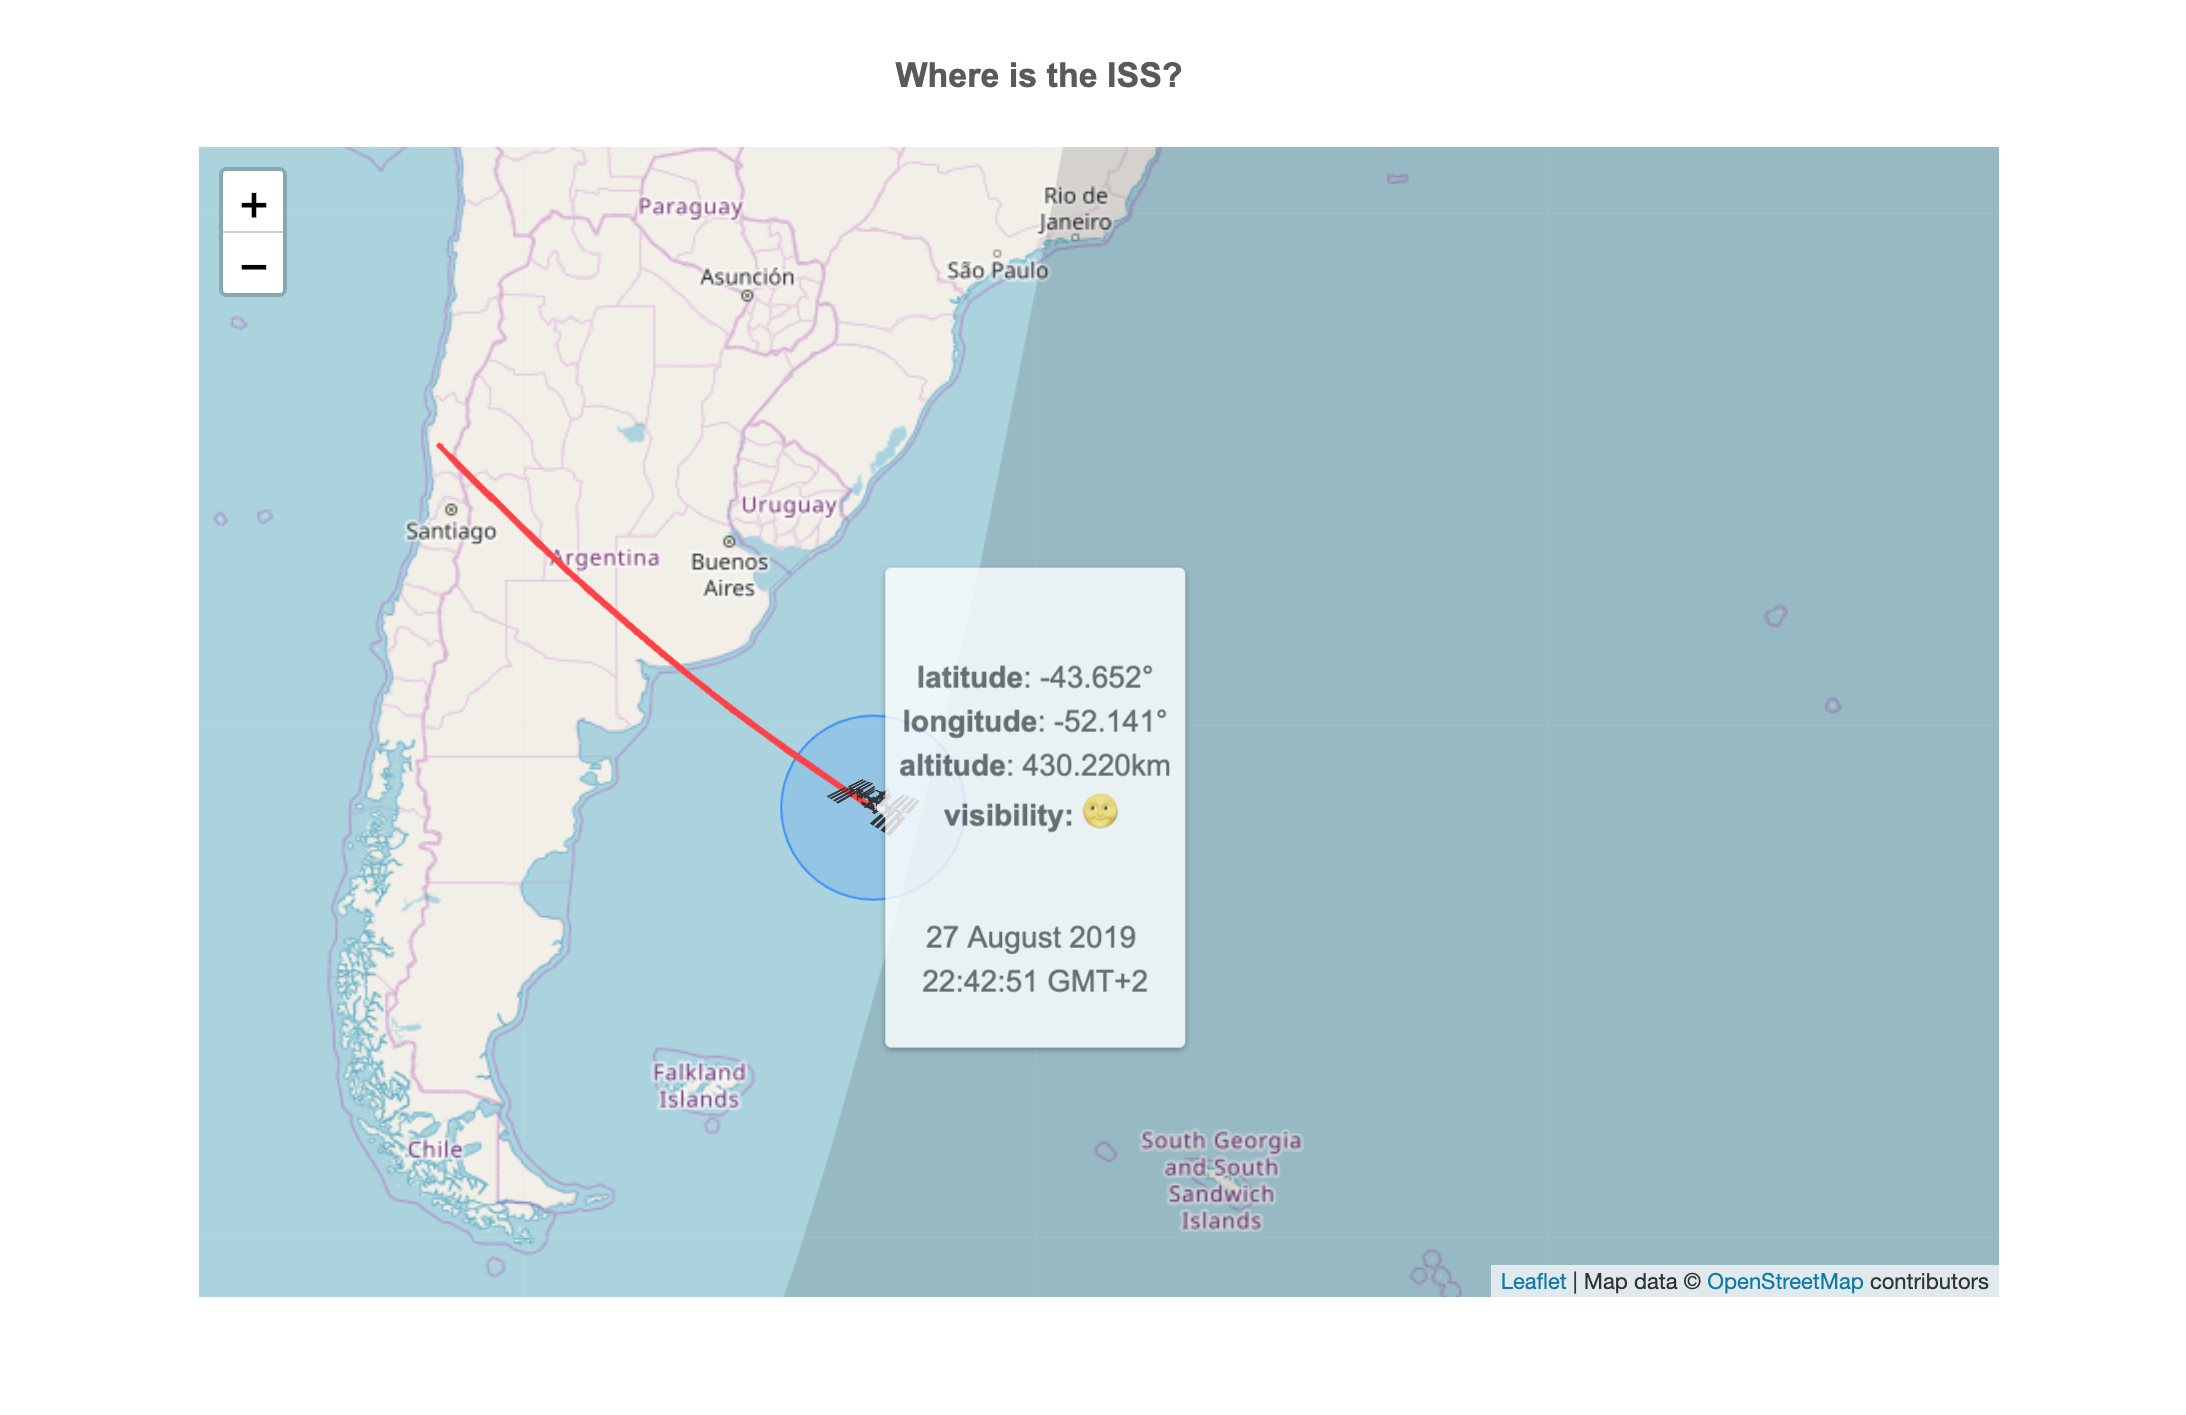 Where is the ISS?
+
−
Rio de
Janeiro
Paraguay
São Paulo
Asunción
Uruguay
Santiago
Argentina
Buenos
Aires
latitude: -43.652°
longitude: -52.141°
altitude: 430.220km
visibility: 🌝
27 August 2019
22:42:51 GMT+2
Falkland
Islands
Chile
South Georgia
and South
Sandwich
Islands
Leaflet | Map data © OpenStreetMap contributors